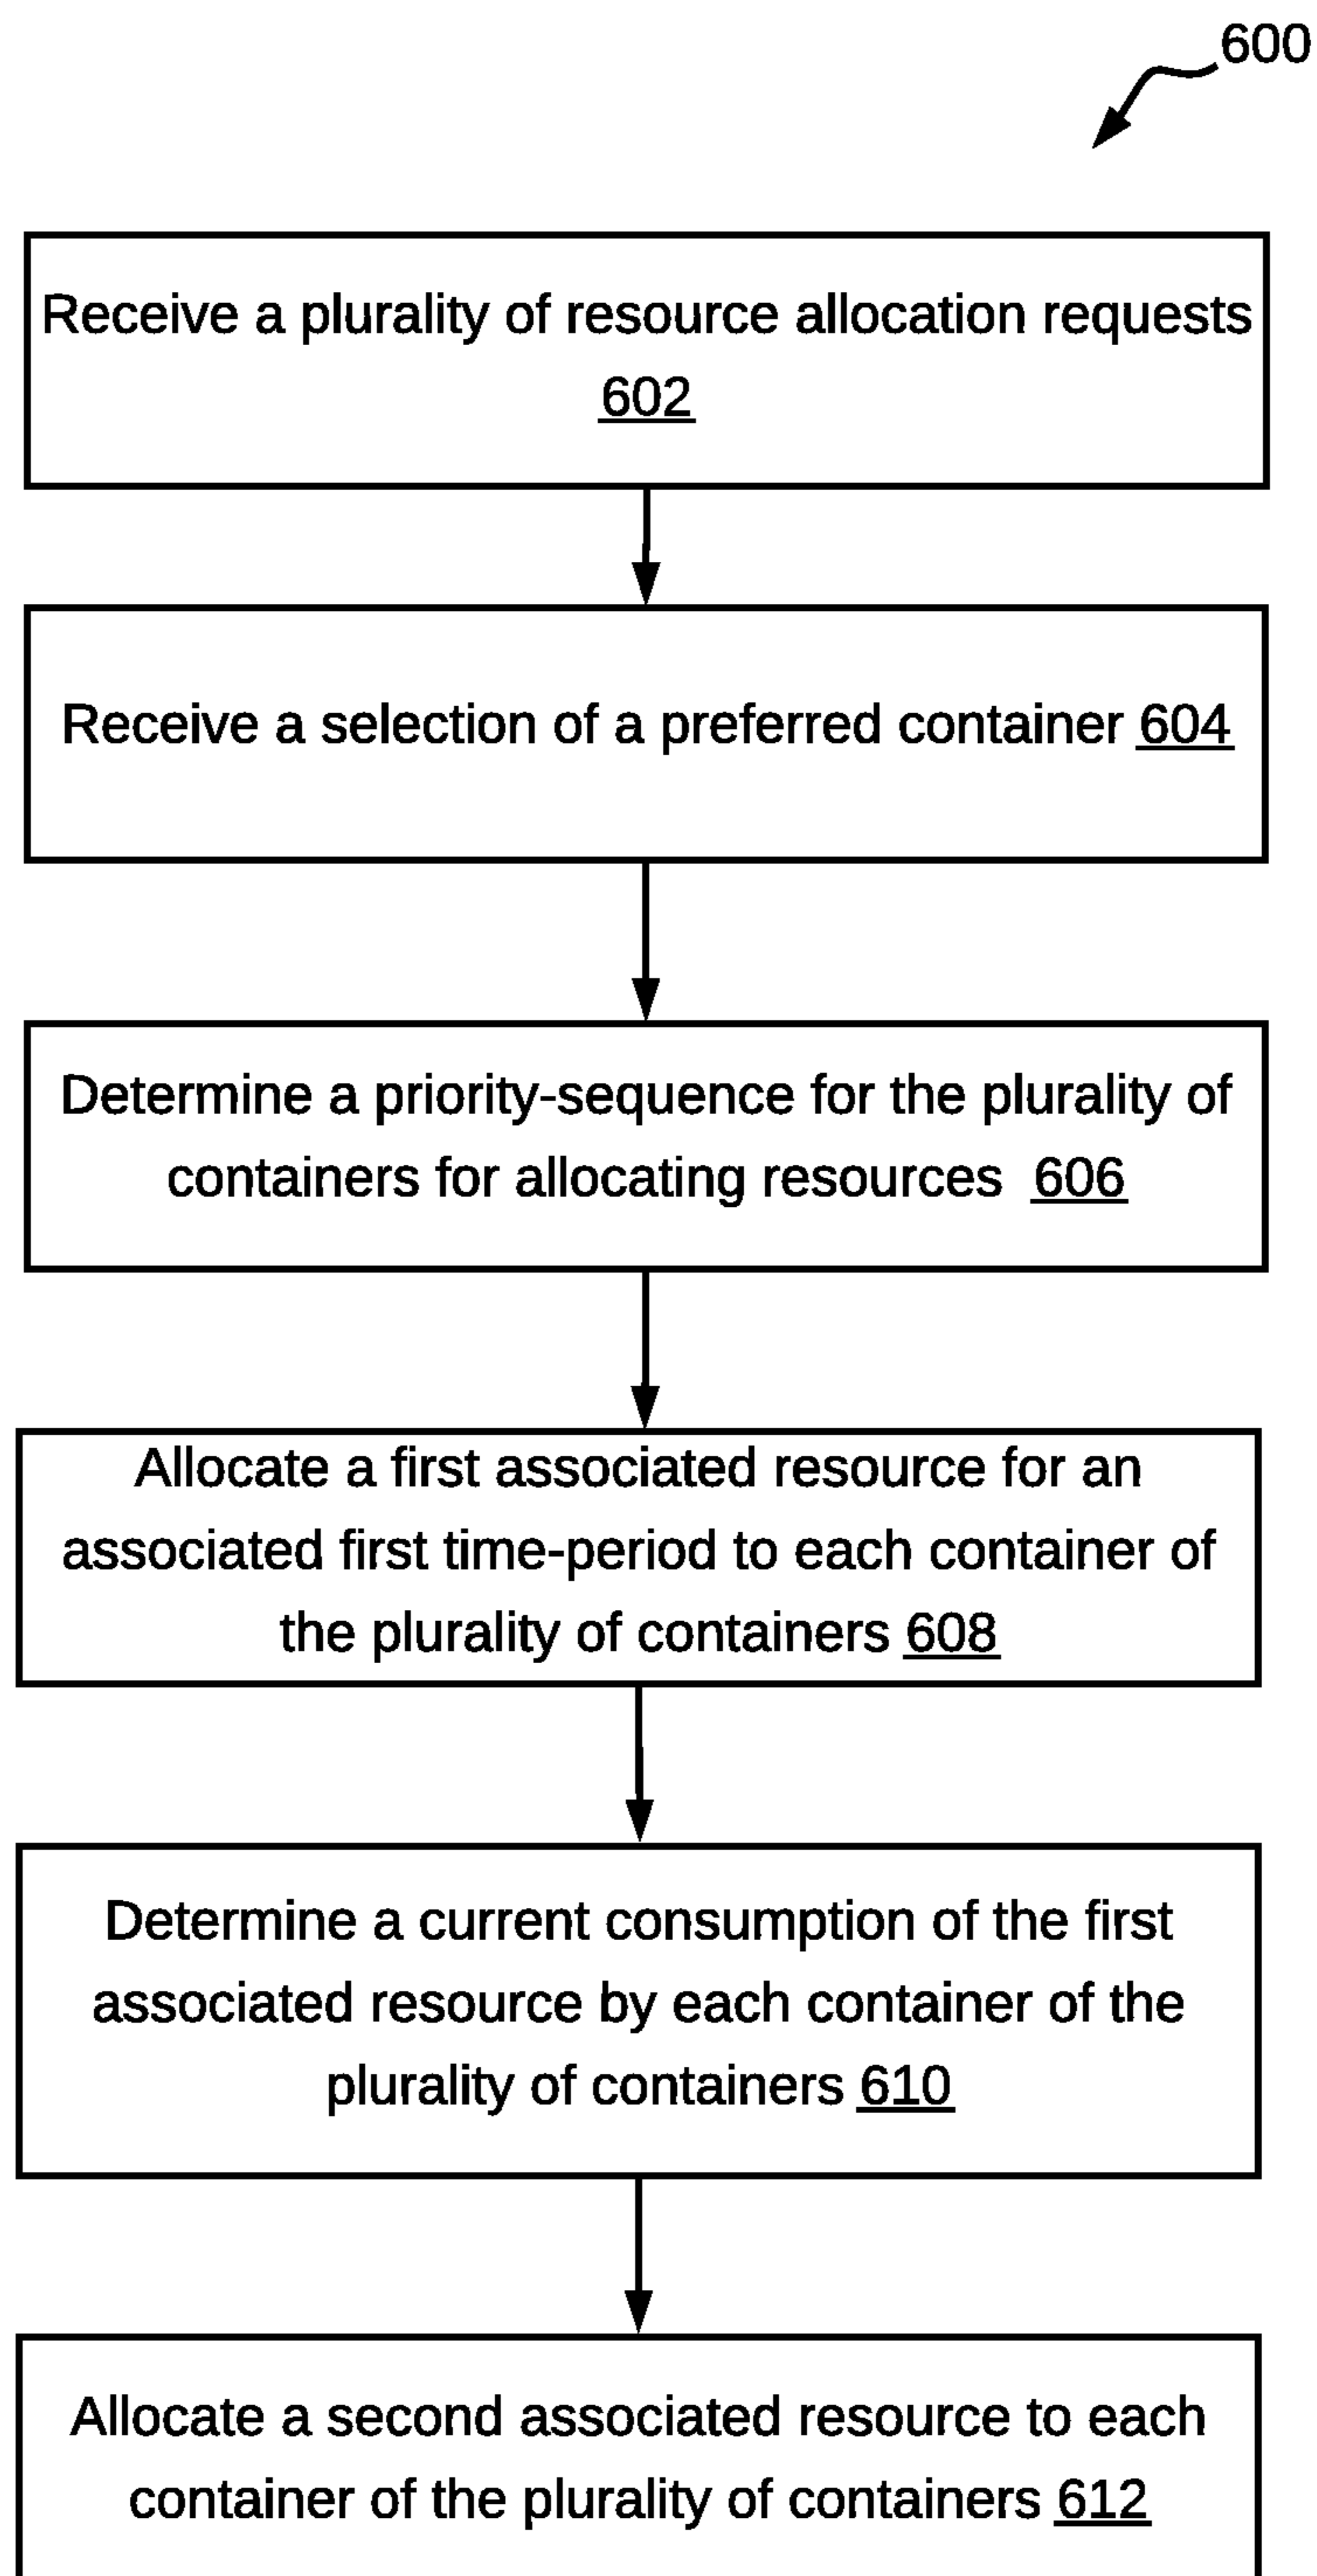 600
Receive a plurality of resource allocation requests
602
Receive a selection of a preferred container 604
Determine a priority-sequence for the plurality of
containers for allocating resources 606
Allocate a first associated resource for an
associated first time-period to each container of
the plurality of containers 608
Determine a current consumption of the first
associated resource by each container of the
plurality of containers 610
Allocate a second associated resource to each
container of the plurality of containers 612